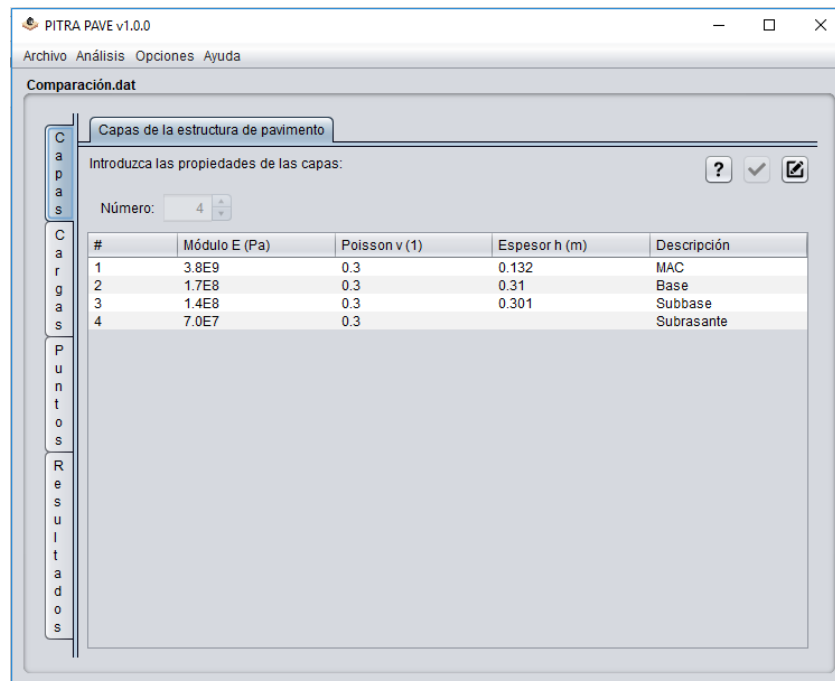 PITRA PAVE v1.0.0
Archivo Análisis Opciones Ayuda
Comparación.dat
Capas
Cargas
Puntos
Resultados
Capas de la estructura de pavimento
Introduzca las propiedades de las capas:
?
Número: 4
# Módulo E (Pa) Poisson v (1) Espesor h (m) Descripción
1 3.8E9 0.3 0.132 MAC
2 1.7E8 0.3 0.31 Base
3 1.4E8 0.3 0.301 Subbase
4 7.0E7 0.3 Subrasante